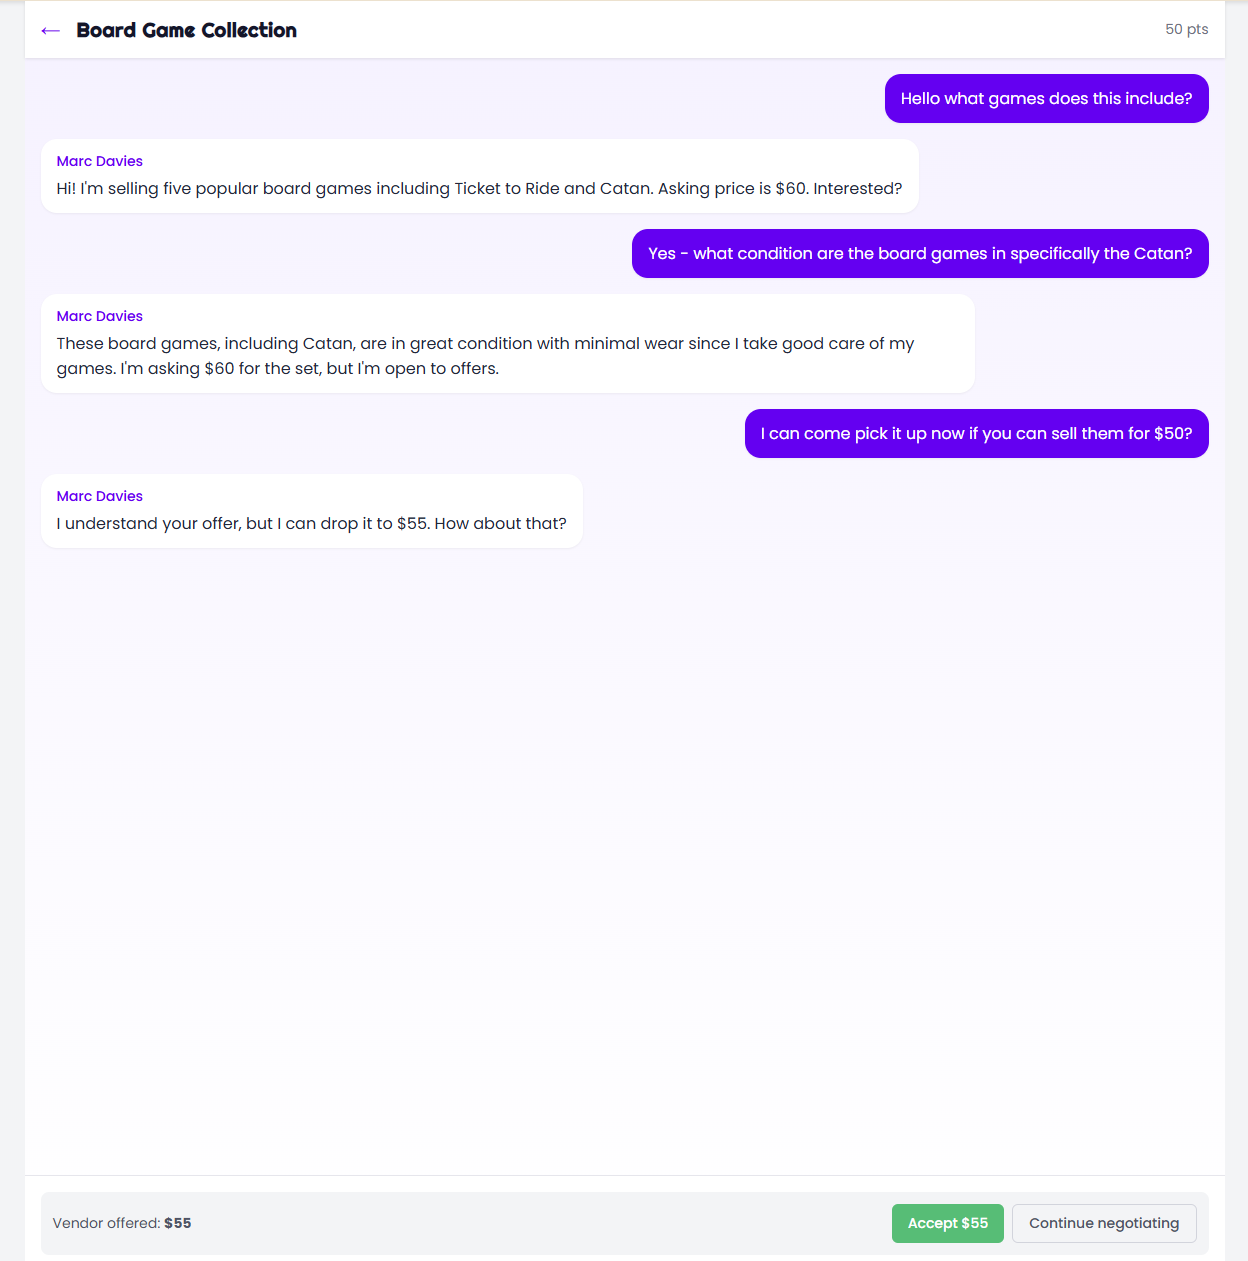 ← Board Game Collection
50 pts
Hello what games does this include?
Marc Davies
Hi! I'm selling five popular board games including Ticket to Ride and Catan. Asking price is $60. Interested?
Yes - what condition are the board games in specifically the Catan?
Marc Davies
These board games, including Catan, are in great condition with minimal wear since I take good care of my
games. I'm asking $60 for the set, but I'm open to offers.
I can come pick it up now if you can sell them for $50?
Marc Davies
I understand your offer, but I can drop it to $55. How about that?
Vendor offered: $55
Accept $55
Continue negotiating